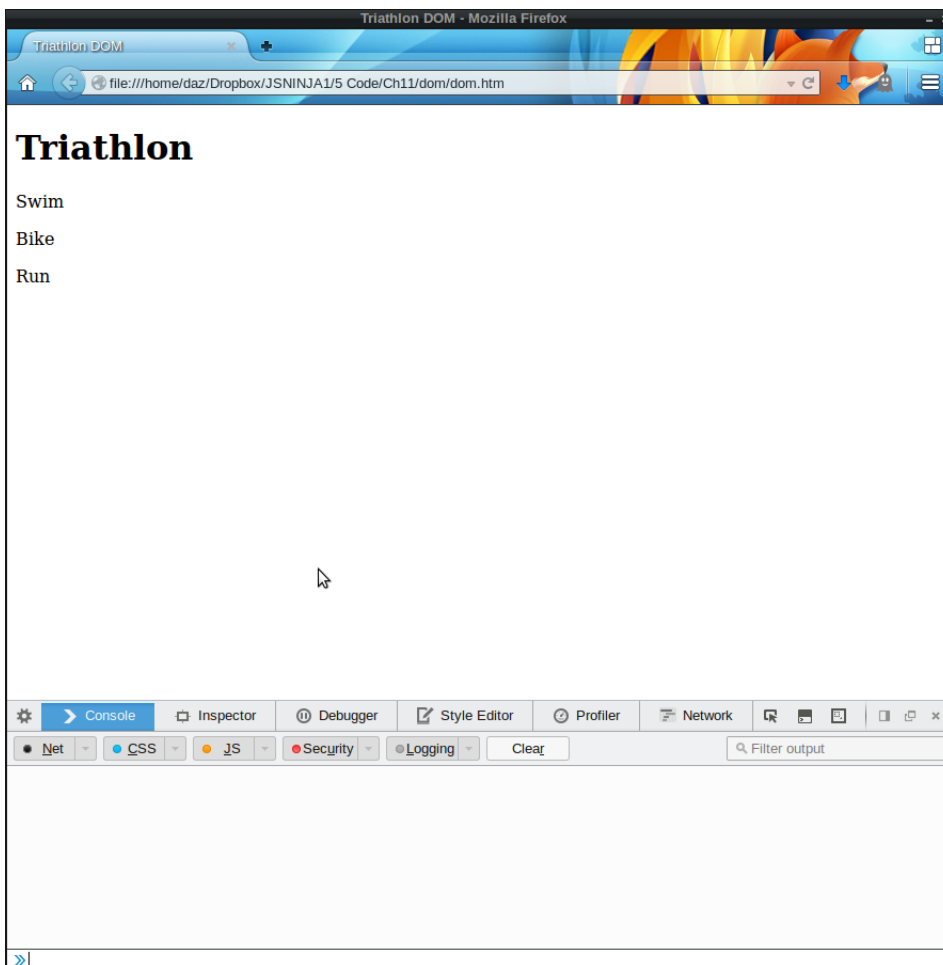 Triathlon DOM - Mozilla Firefox
Triathlon DOM
file:///home/daz/Dropbox/JSNINJA1/5 Code/Ch11/dom/dom.htm
Triathlon
Swim
Bike
Run
Console Inspector Debugger Style Editor Profiler Network
Net CSS JS Security Logging Clear Filter output